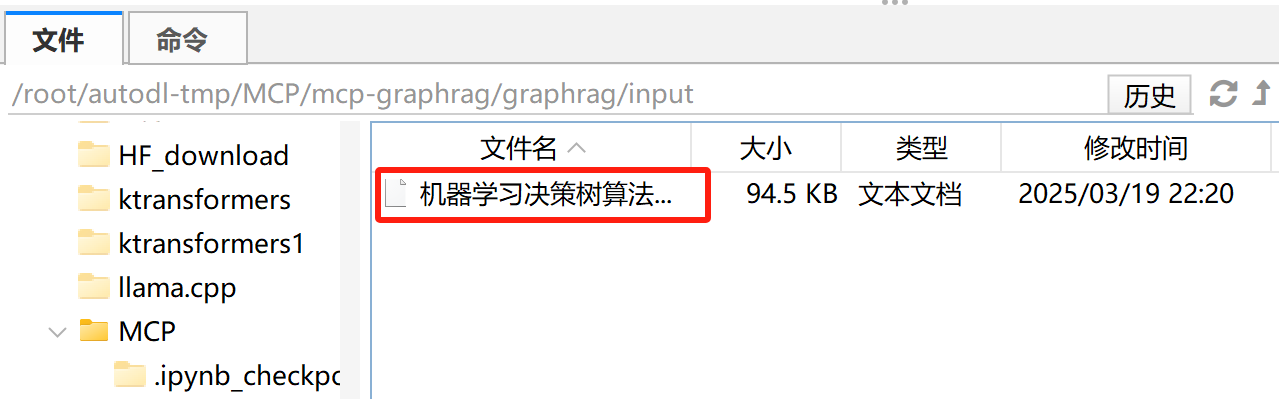 文件 命令
/root/autodl-tmp/MCP/mcp-graphrag/graphrag/input 历史
HF_download
ktransformers
ktransformers1
llama.cpp
MCP
.ipynb_checkpo
文件名 大小 类型 修改时间
机器学习决策树算法... 94.5 KB 文本文档 2025/03/19 22:20